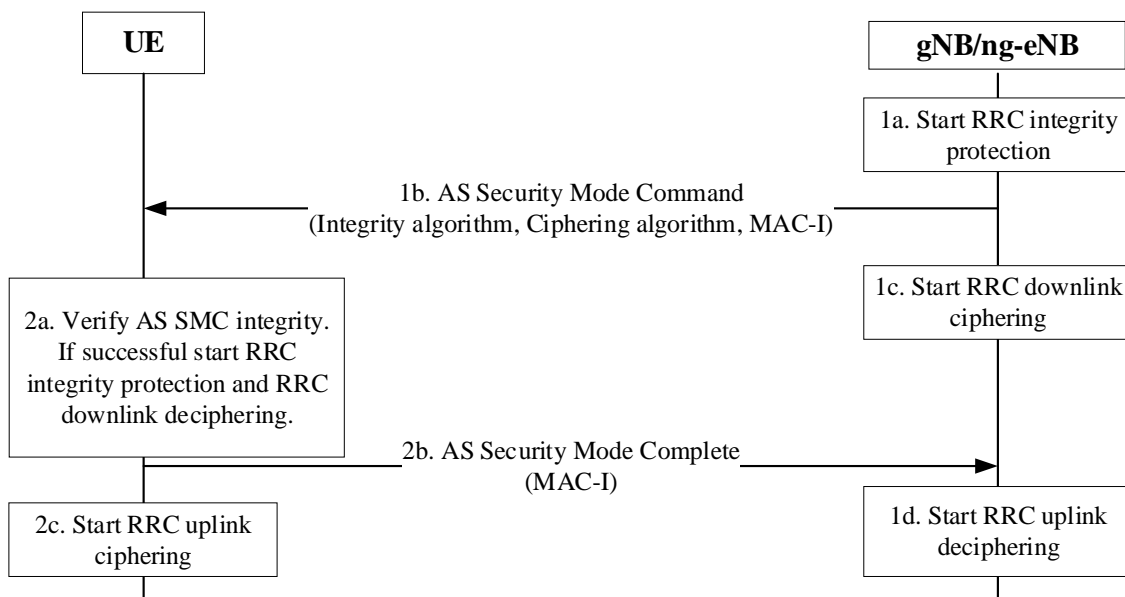 UE
gNB/ng-eNB
1a. Start RRC integrity
protection
1b. AS Security Mode Command
(Integrity algorithm, Ciphering algorithm, MAC-I)
1c. Start RRC downlink
ciphering
2a. Verify AS SMC integrity.
If successful start RRC
integrity protection and RRC
downlink deciphering.
2b. AS Security Mode Complete
(MAC-I)
2c. Start RRC uplink
ciphering
1d. Start RRC uplink
deciphering